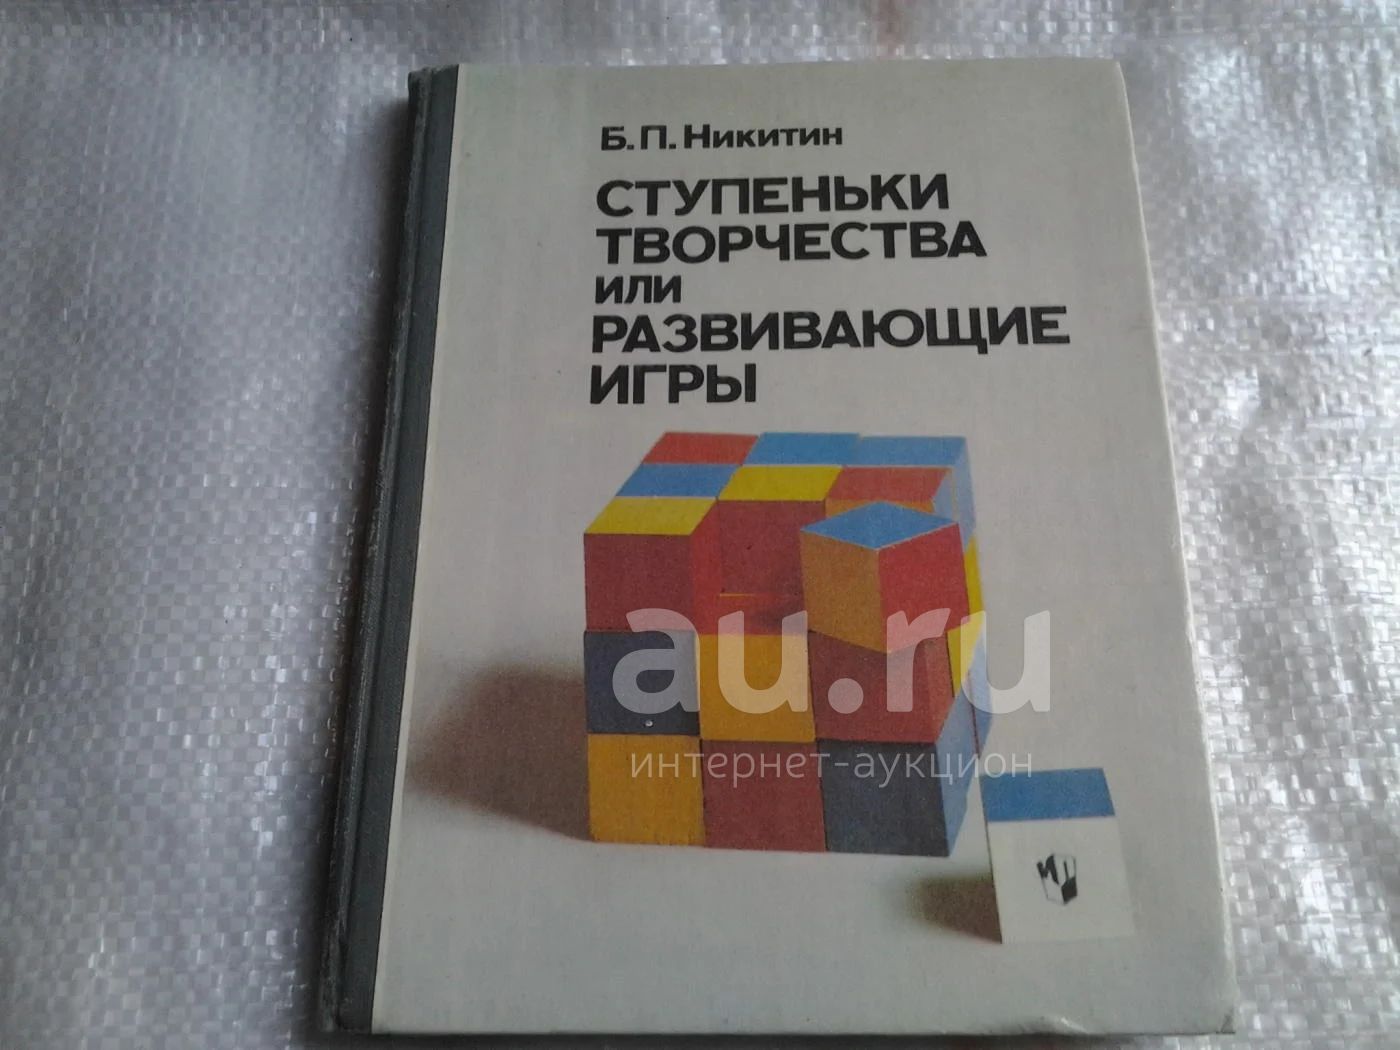 Б. П. Никитин
СТУПЕНЬКИ
ТВОРЧЕСТВА
ИЛИ
РАЗВИВАЮЩИЕ
ИГРЫ
au.ru
интернет-аукцион